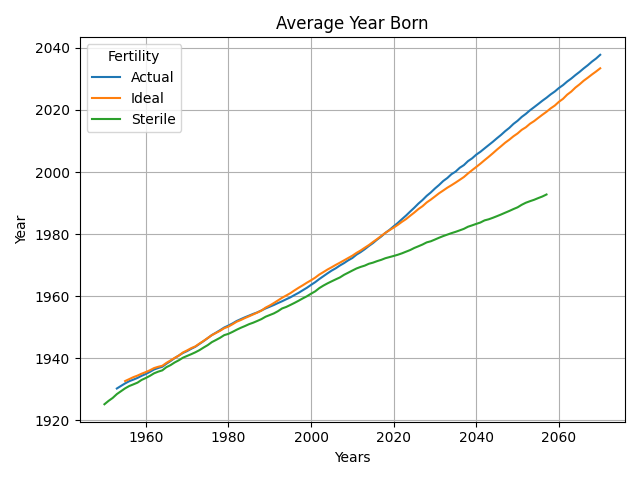 Average Year Born
Fertility
Actual
Ideal
Sterile
Year
2040
2020
2000
1980
1960
1940
1920
1960 1980 2000 2020 2040 2060
Years